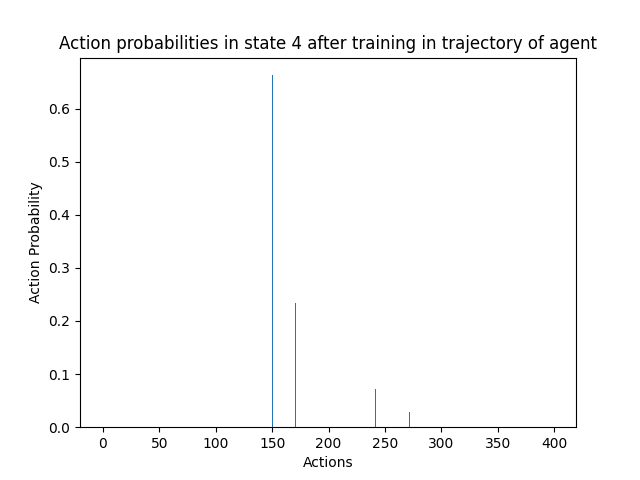 Action probabilities in state 4 after training in trajectory of agent
0.6
0.5
0.4
0.3
0.2
0.1
0.0
Action Probability
0 50 100 150 200 250 300 350 400
Actions